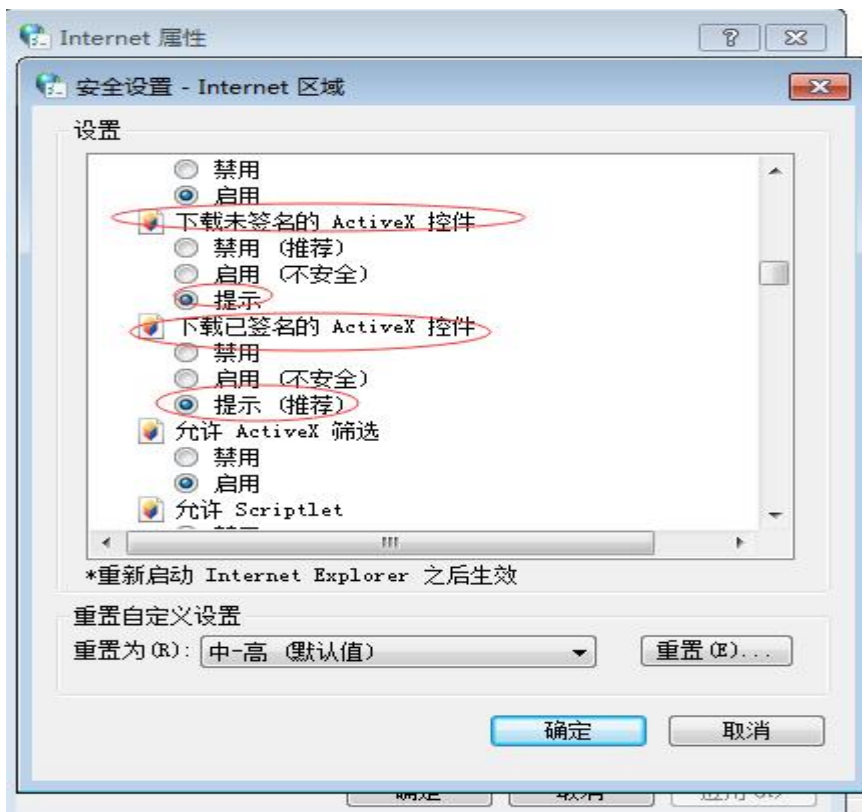 Internet 属性
安全设置 - Internet 区域
设置
禁用
启用
下载未签名的 ActiveX 控件
禁用（推荐）
启用（不安全）
提示
下载已签名的 ActiveX 控件
禁用
启用（不安全）
提示（推荐）
允许 ActiveX 筛选
禁用
启用
允许 Scriptlet
*重新启动 Internet Explorer 之后生效
重置自定义设置
重置为(R): 中-高（默认值） 重置(E)...
确定 取消